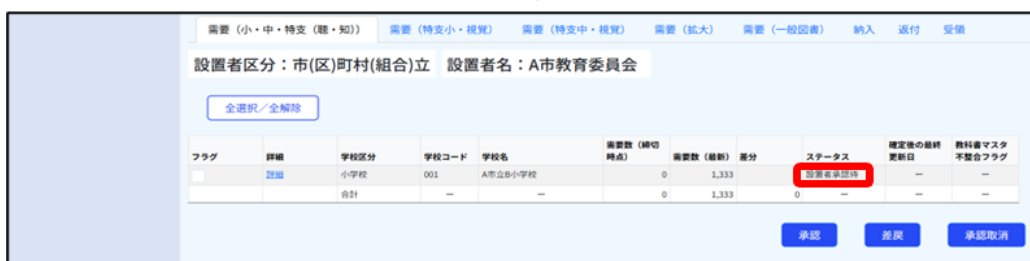 需要（小・中・特支（聴・知）） 需要（特支小・視覚） 需要（特支中・視覚） 需要（拡大） 需要（一般図書） 納入 返付 受領
設置者区分：市(区)町村(組合)立 設置者名：A市教育委員会
全選択／全解除
フラグ 詳細 学校区分 学校コード 学校名 需要数（締切時点） 需要数（最新） 差分 ステータス 確定後の最終更新日 教科書マスタ不整合フラグ
詳細 小学校 001 A市立B小学校 0 1,333 設置者承認待 － －
合計 － － 0 1,333 0 － － －
承認 差戻 承認取消